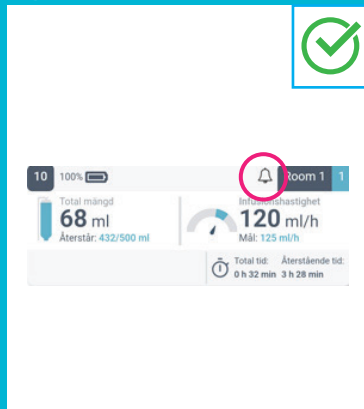 10 100% Room 1 1
Total mängd
68 ml
Återstår: 432/500 ml
Infusionshastighet
120 ml/h
Mål: 125 ml/h
Total tid: Återstående tid:
0 h 32 min 3 h 28 min